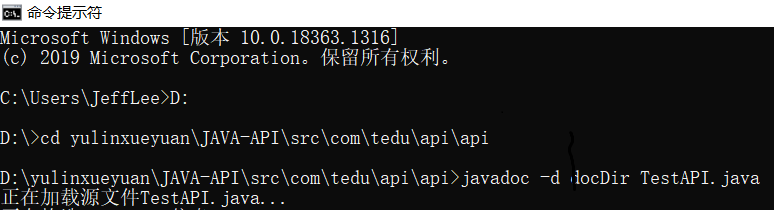 命令提示符
Microsoft Windows [版本 10.0.18363.1316]
(c) 2019 Microsoft Corporation。保留所有权利。
C:\Users\JeffLee>D:
D:\>cd yulinxueyuan\JAVA-API\src\com\tedu\api\api
D:\yulinxueyuan\JAVA-API\src\com\tedu\api\api>javadoc -d docDir TestAPI.java
正在加载源文件TestAPI.java...